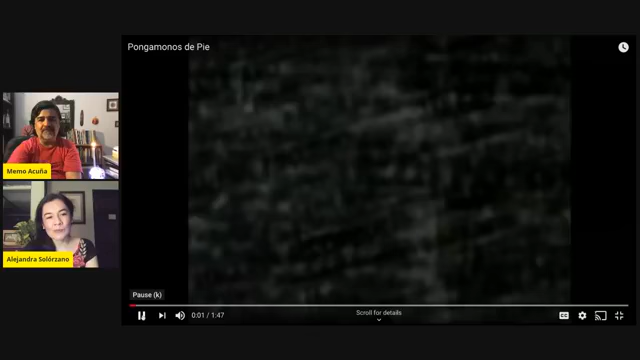 Pongamonos de Pie
Memo Acuña
Alejandra Solórzano
Pause (k)
0:01 / 1:47
Scroll for details
CC